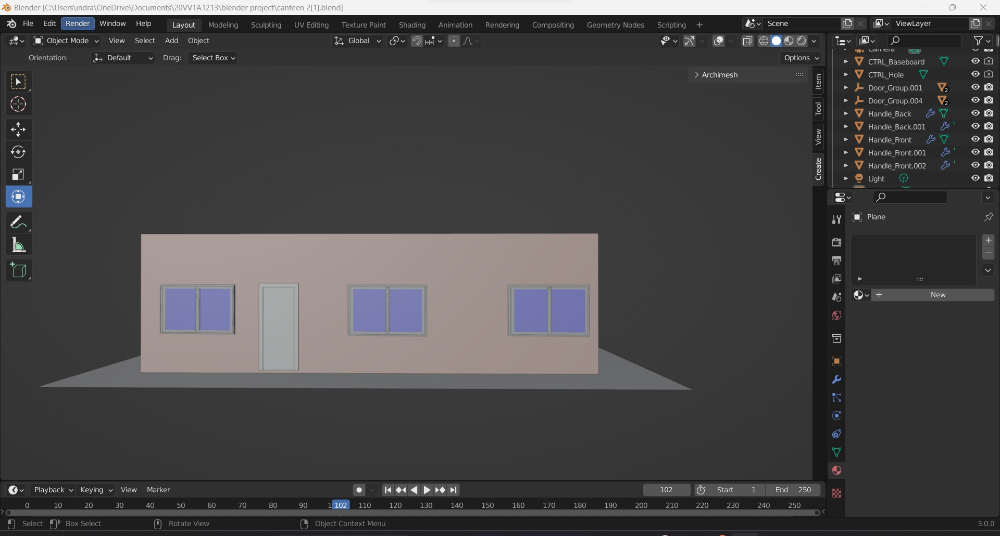 Blender [C:\Users\indra\OneDrive\Documents\20VV1A1213\blender project\canteen 2[1].blend]
File Edit Render Window Help Layout Modeling Sculpting UV Editing Texture Paint Shading Animation Rendering Compositing Geometry Nodes Scripting + Scene ViewLayer
Object Mode View Select Add Object Global
Orientation: Default Drag: Select Box Options
Archimesh
Item
Tool
View
Create
Camera
CTRL_Baseboard
CTRL_Hole
Door_Group.001 2
Door_Group.004 2
Handle_Back
Handle_Back.001
Handle_Front
Handle_Front.001
Handle_Front.002
Light
Plane
+ New
Playback Keying View Marker 102 Start 1 End 250
0 10 20 30 40 50 60 70 80 90 1 102 110 120 130 140 150 160 170 180 190 200 210 220 230 240 250
Select Box Select Rotate View Object Context Menu 3.0.0